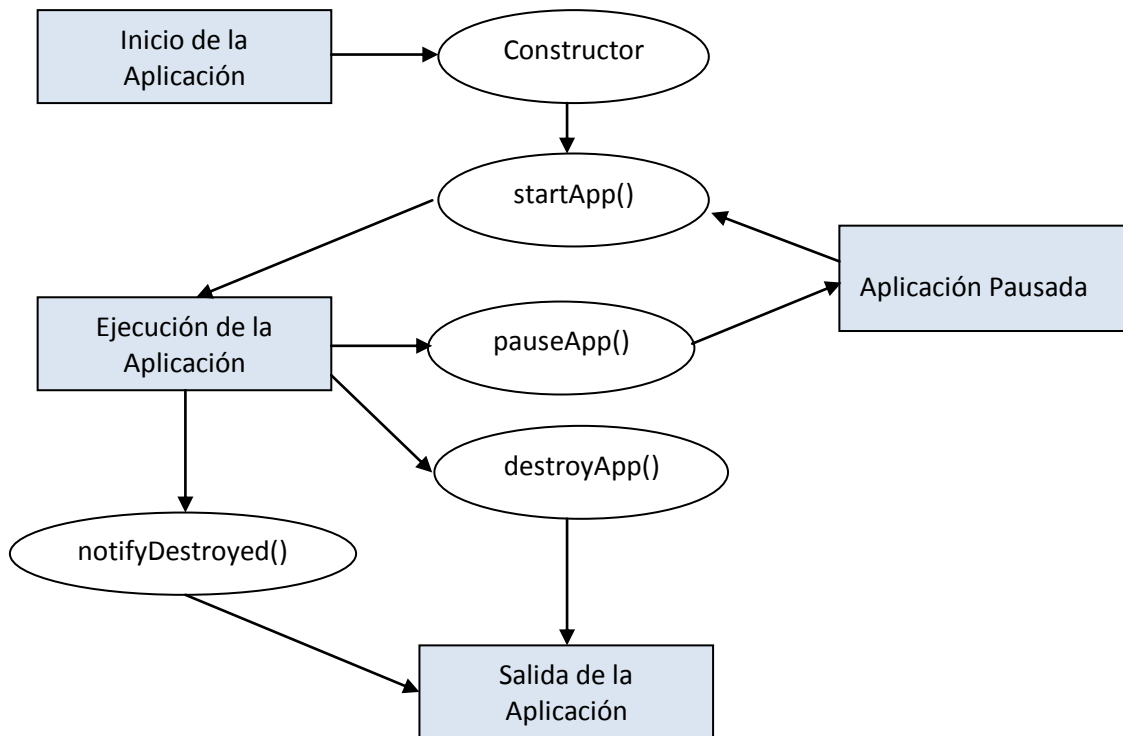 Inicio de la
Aplicación
Constructor
startApp()
Aplicación Pausada
Ejecución de la
Aplicación
pauseApp()
destroyApp()
notifyDestroyed()
Salida de la
Aplicación